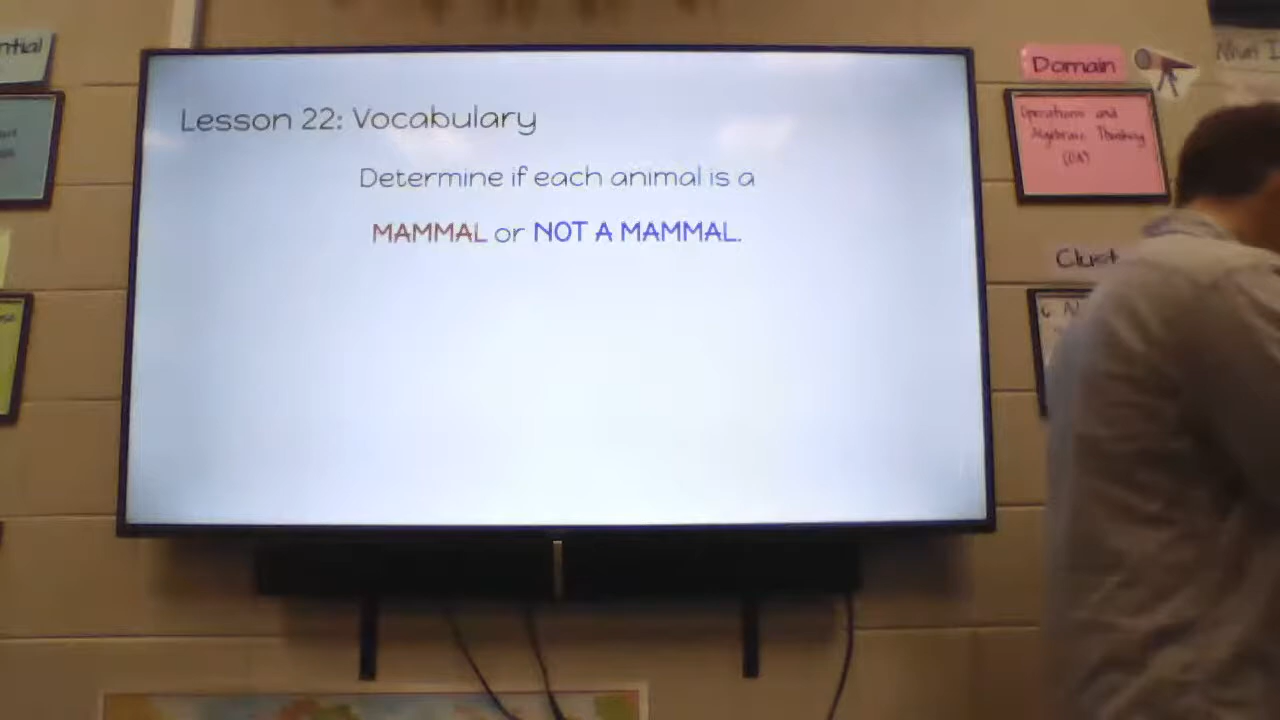 Lesson 22: Vocabulary
Determine if each animal is a
MAMMAL or NOT A MAMMAL.
ntial
Domain
Operations and
Algebraic Thinking
(OA)
Clust